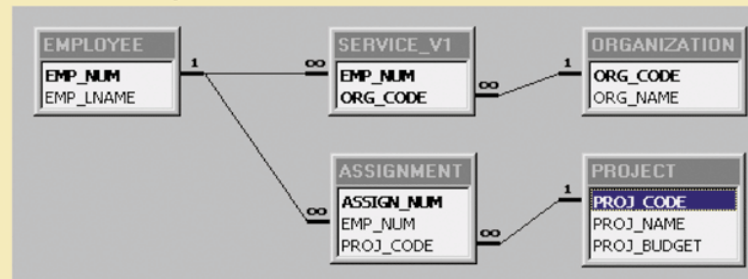 EMPLOYEE
EMP_NUM
EMP_LNAME
1
∞
SERVICE_V1
EMP_NUM
ORG_CODE
∞
1
ORGANIZATION
ORG_CODE
ORG_NAME
∞
ASSIGNMENT
ASSIGN_NUM
EMP_NUM
PROJ_CODE
∞
1
PROJECT
PROJ_CODE
PROJ_NAME
PROJ_BUDGET